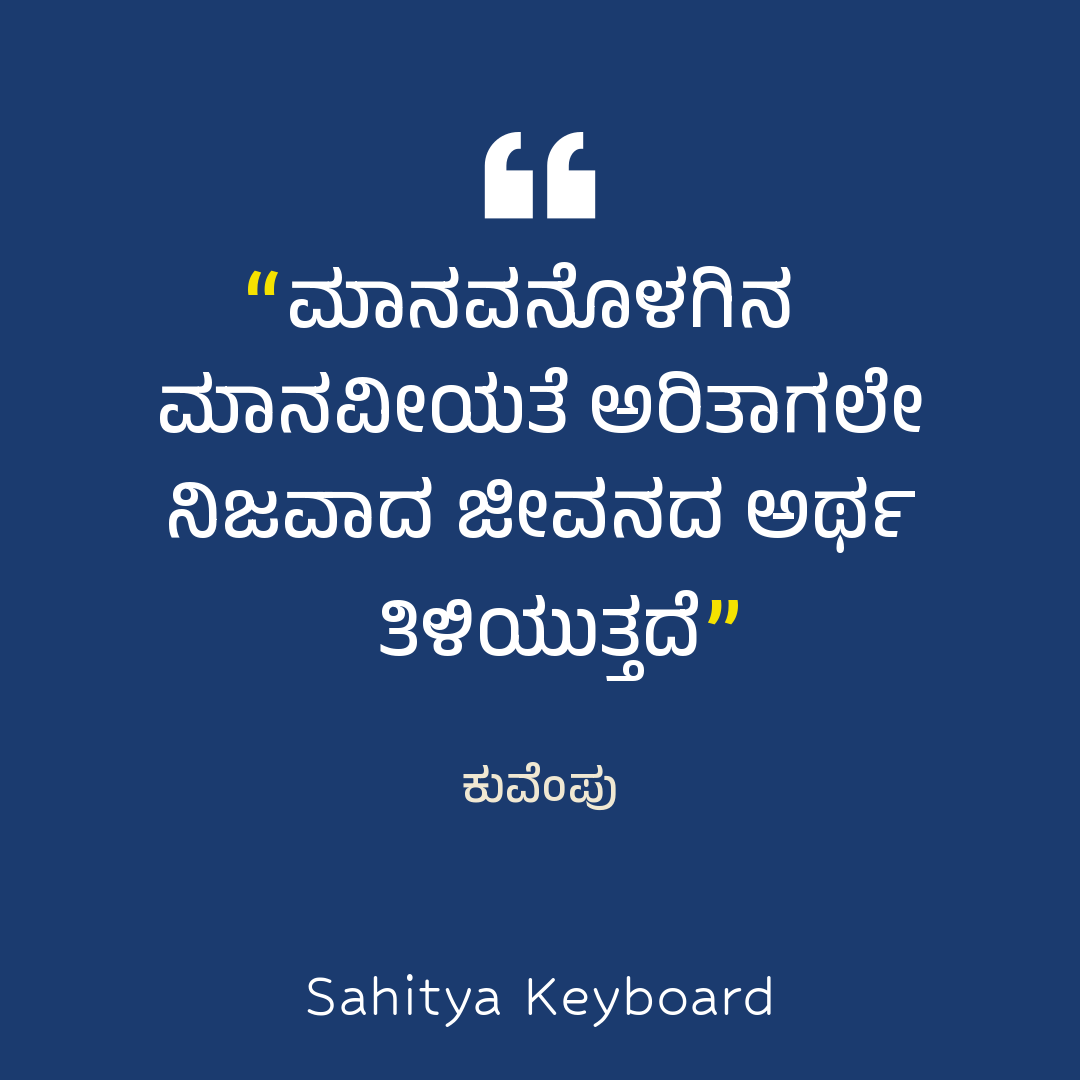 “ಮಾನವನೊಳಗಿನ
ಮಾನವೀಯತೆ ಅರಿತಾಗಲೇ
ನಿಜವಾದ ಜೀವನದ ಅರ್ಥ
ತಿಳಿಯುತ್ತದೆ”
ಕುವೆಂಪು
Sahitya Keyboard